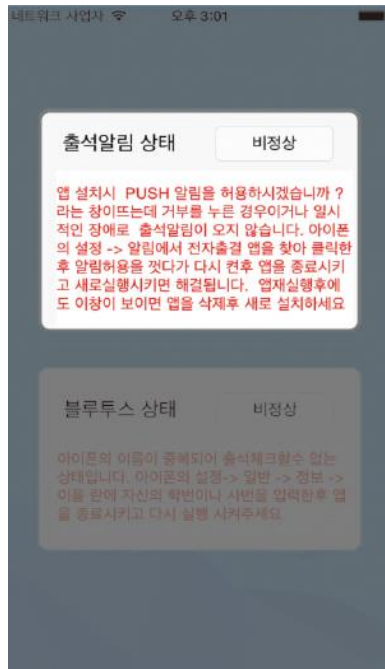 네트워크 사업자 오후 3:01
출석알림 상태 비정상
앱 설치시 PUSH 알림을 허용하시겠습니까 ?
라는 창이뜨는데 거부를 누른 경우이거나 일시
적인 장애로 출석알림이 오지 않습니다. 아이폰
의 설정 -> 알림에서 전자출결 앱을 찾아 클릭한
후 알림허용을 껏다가 다시 켠후 앱을 종료시키
고 새로실행시키면 해결됩니다. 앱재실행후에
도 이창이 보이면 앱을 삭제후 새로 설치하세요
블루투스 상태 비정상
아이폰의 이름이 중복되어 출석체크할수 없는
상태입니다. 아이폰의 설정-> 일반 -> 정보 ->
이름 란에 자신의 학번이나 사번을 입력한후 앱
을 종료시키고 다시 실행 시켜주세요